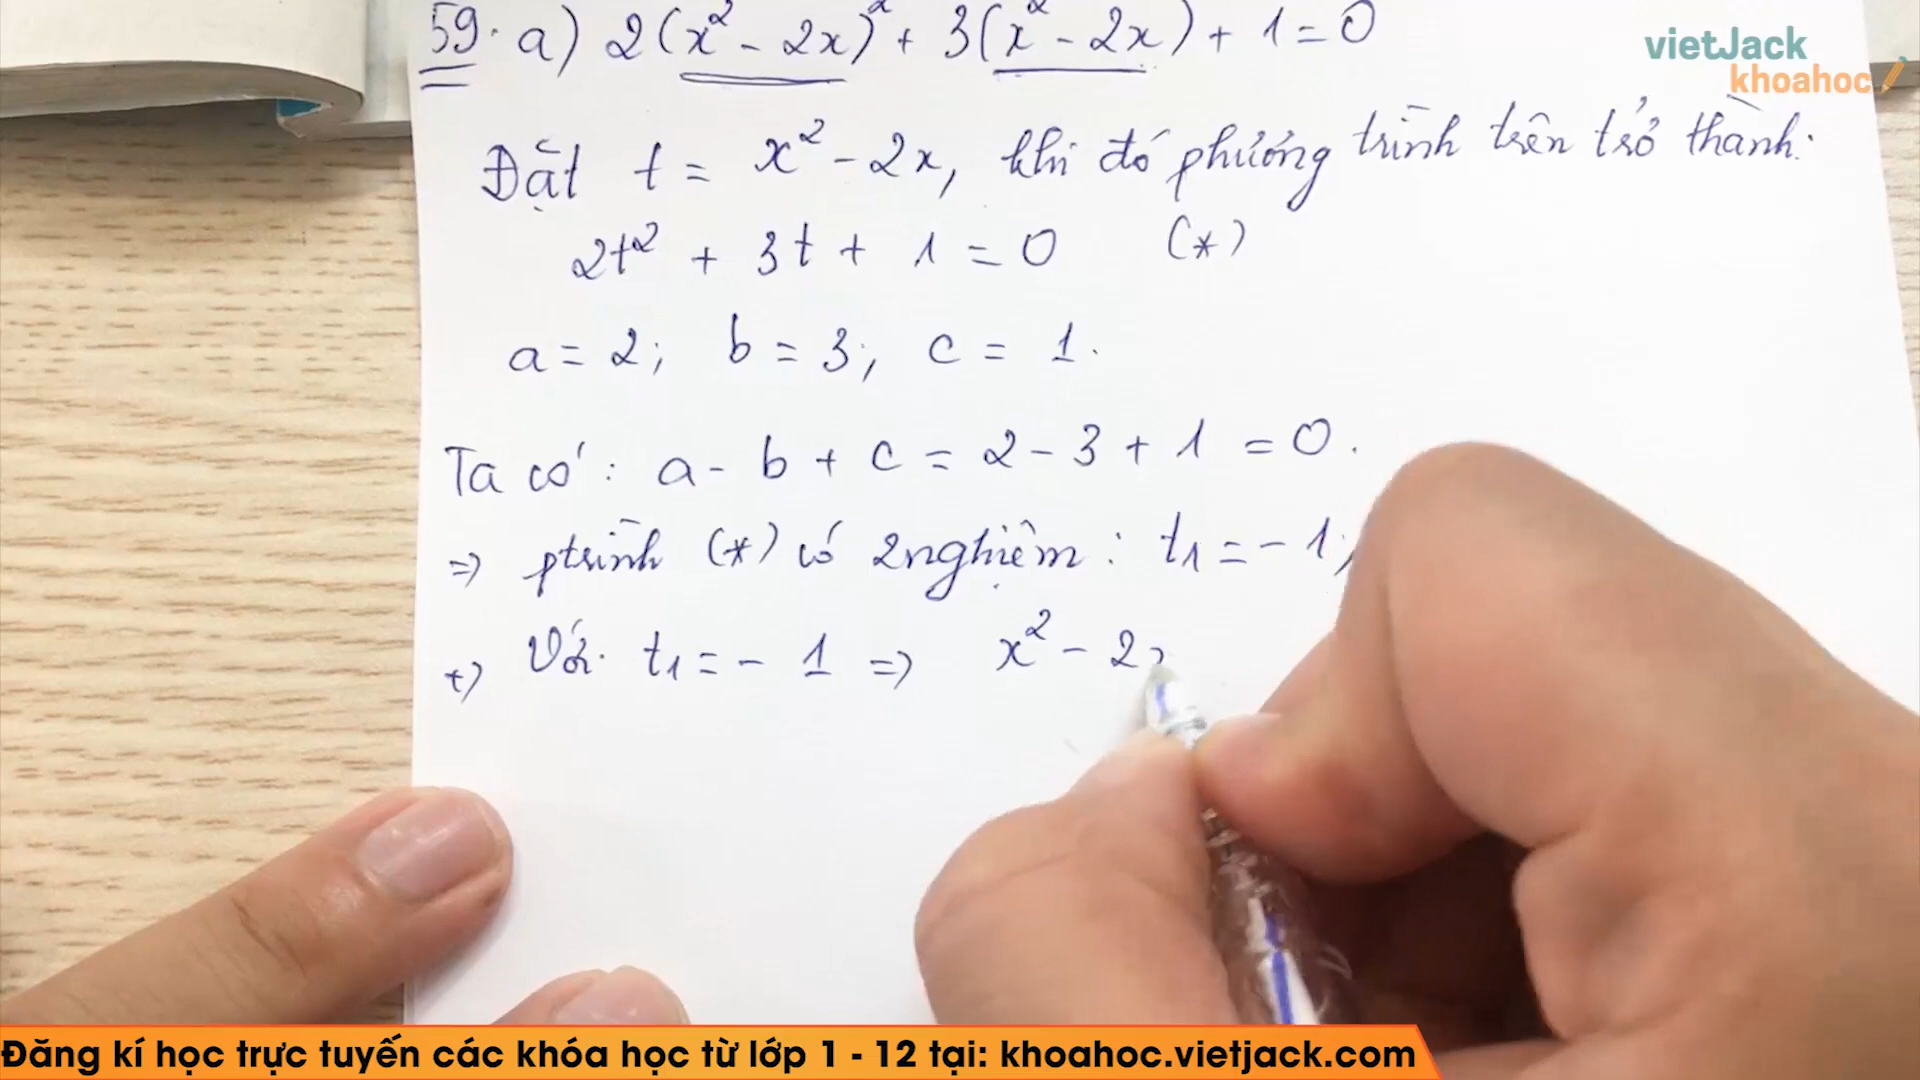 59. a) 2(x² - 2x)² + 3(x² - 2x) + 1 = 0
vietJack
khoahoc
Đặt t = x² - 2x, khi đó phương trình trên trở thành:
2t² + 3t + 1 = 0 (*)
a = 2; b = 3; c = 1.
Ta có: a - b + c = 2 - 3 + 1 = 0.
=> ptrình (*) có 2 nghiệm: t₁ = - 1;
+) Với t₁ = - 1 => x² - 2x
Đăng kí học trực tuyến các khóa học từ lớp 1 - 12 tại: khoahoc.vietjack.com